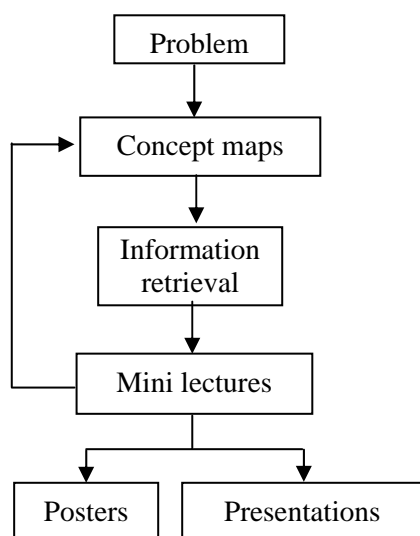 Problem
Concept maps
Information
retrieval
Mini lectures
Posters
Presentations